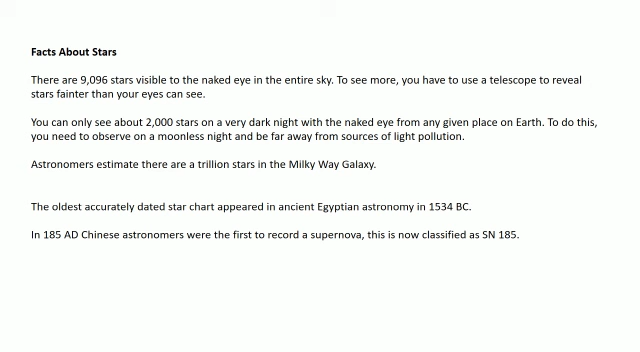 Facts About Stars
There are 9,096 stars visible to the naked eye in the entire sky. To see more, you have to use a telescope to reveal
stars fainter than your eyes can see.
You can only see about 2,000 stars on a very dark night with the naked eye from any given place on Earth. To do this,
you need to observe on a moonless night and be far away from sources of light pollution.
Astronomers estimate there are a trillion stars in the Milky Way Galaxy.
The oldest accurately dated star chart appeared in ancient Egyptian astronomy in 1534 BC.
In 185 AD Chinese astronomers were the first to record a supernova, this is now classified as SN 185.